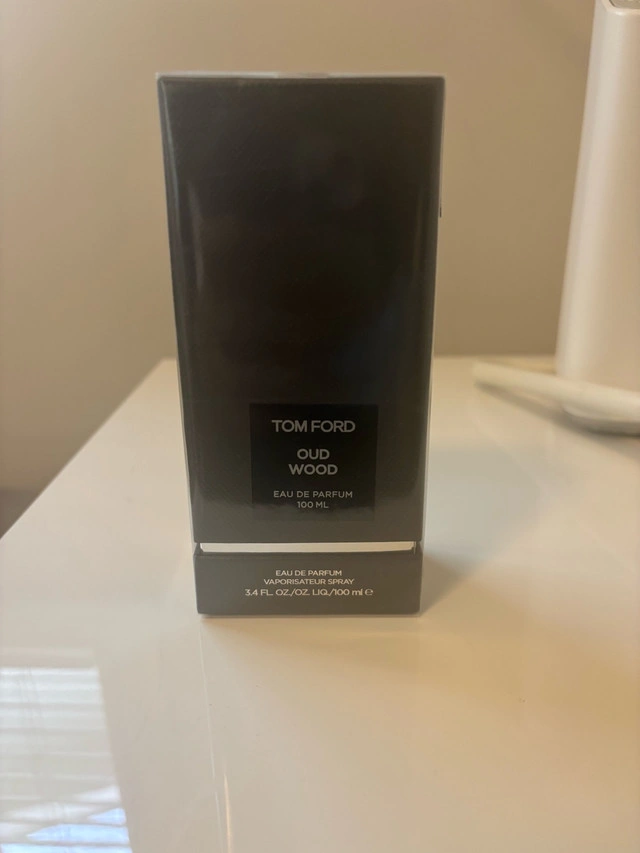 TOM FORD
OUD
WOOD
EAU DE PARFUM
100 ML
EAU DE PARFUM
VAPORISATEUR SPRAY
3.4 FL. OZ./OZ. LIQ./100 ml ℮